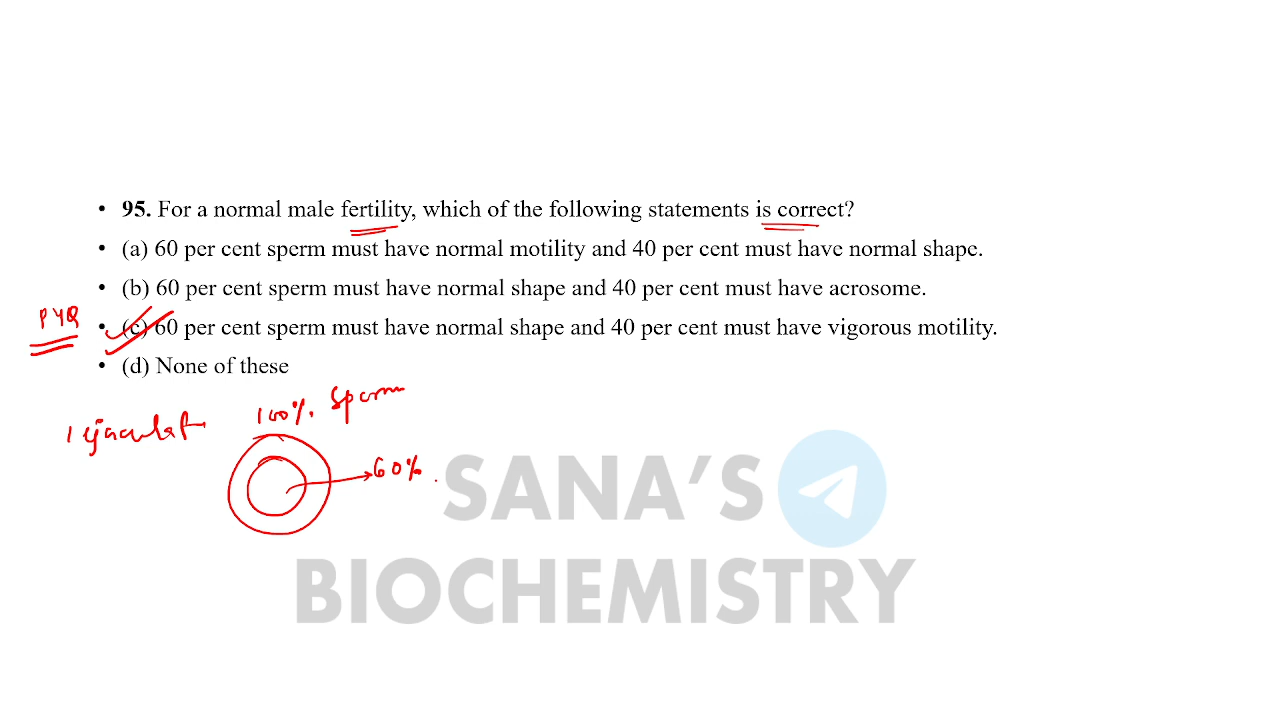 • 95. For a normal male fertility, which of the following statements is correct?
• (a) 60 per cent sperm must have normal motility and 40 per cent must have normal shape.
• (b) 60 per cent sperm must have normal shape and 40 per cent must have acrosome.
PYQ
• (c) 60 per cent sperm must have normal shape and 40 per cent must have vigorous motility.
• (d) None of these
100% Sperm
1 ejaculat
60%
SANA'S
BIOCHEMISTRY